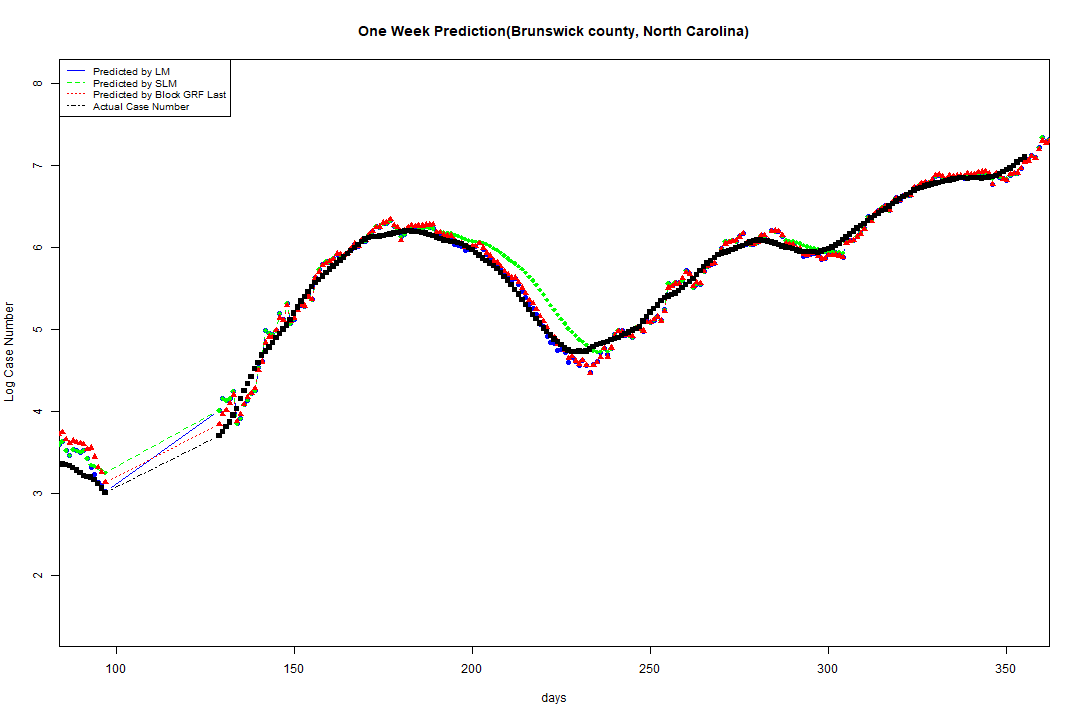 One Week Prediction(Brunswick county, North Carolina)
Predicted by LM
Predicted by SLM
Predicted by Block GRF Last
Actual Case Number
Log Case Number
8
7
6
5
4
3
2
100 150 200 250 300 350
days